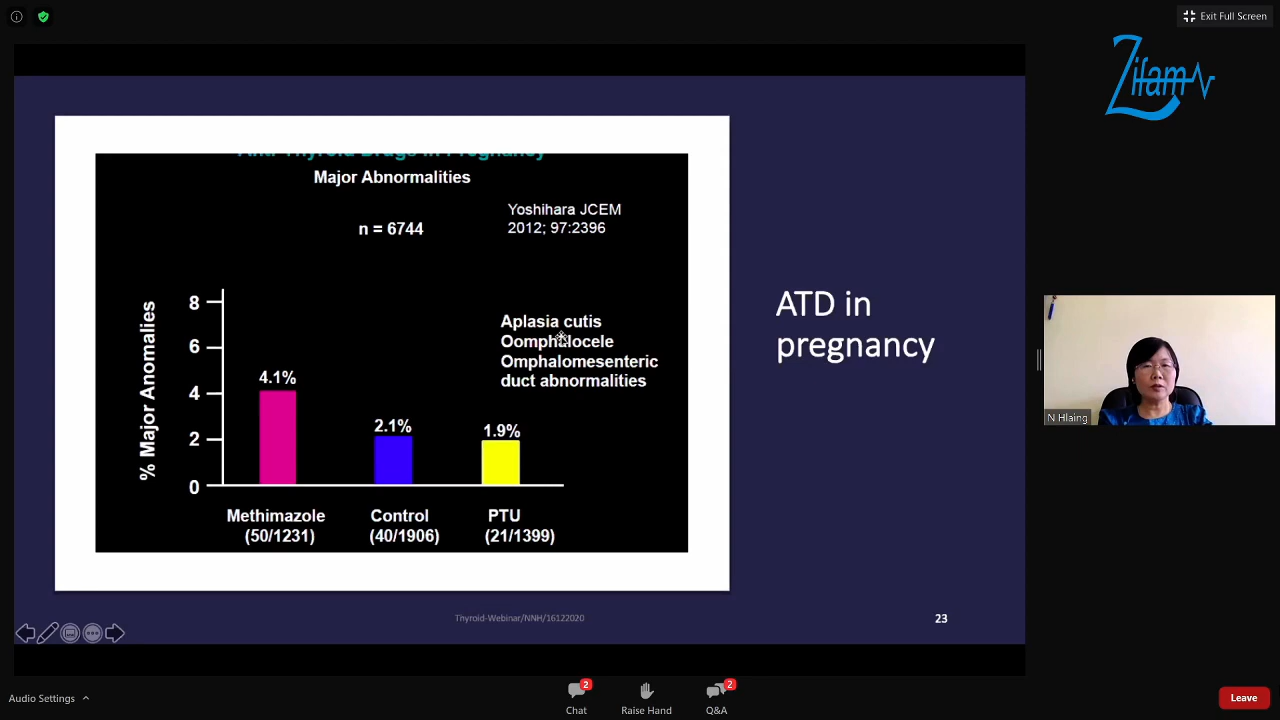 Exit Full Screen
Zifam
Anti-Thyroid Drugs in Pregnancy
Major Abnormalities
n = 6744
Yoshihara JCEM
2012; 97:2396
% Major Anomalies
8
6
4
2
0
4.1%
2.1%
1.9%
Aplasia cutis
Oomphalocele
Omphalomesenteric
duct abnormalities
Methimazole
(50/1231)
Control
(40/1906)
PTU
(21/1399)
ATD in
pregnancy
N Hlaing
Thyroid-Webinar/NNH/16122020
23
Audio Settings
2
Chat
Raise Hand
2
Q&A
Leave